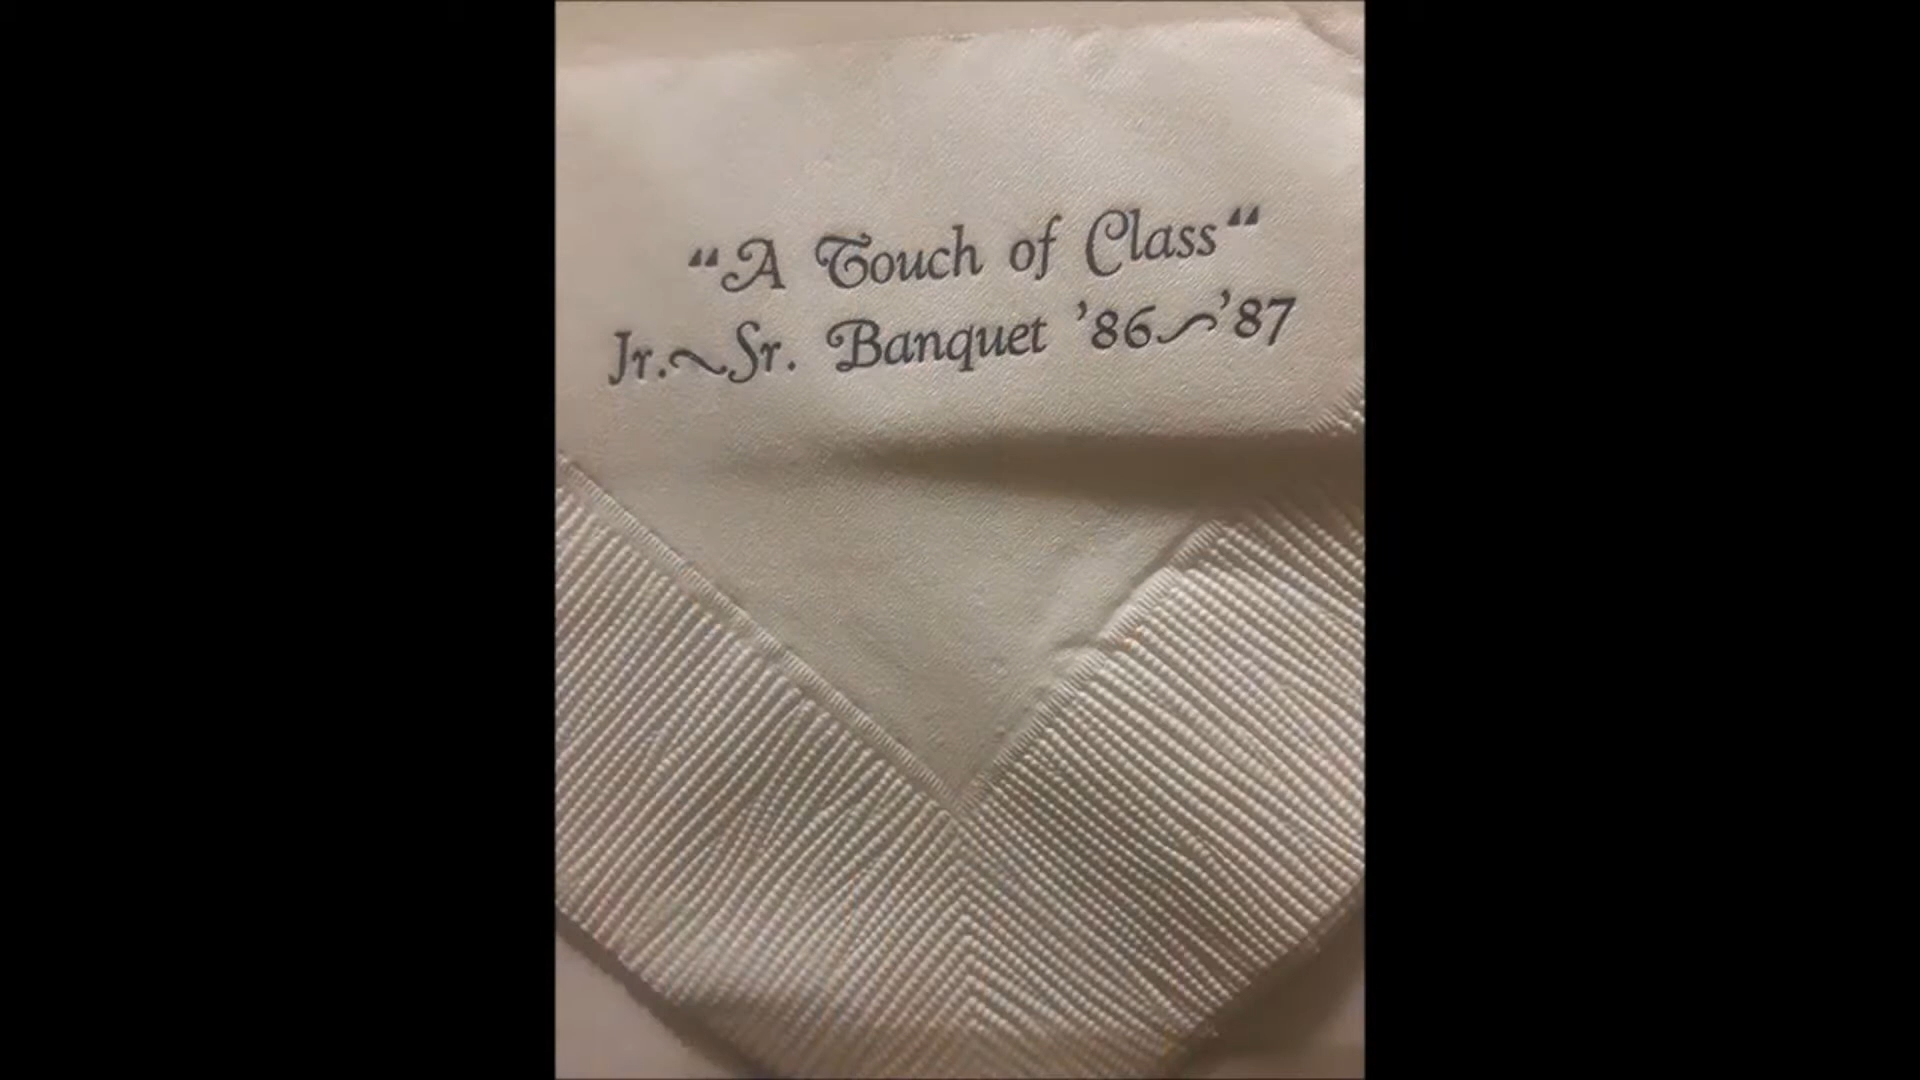 “A Touch of Class“
Jr.~Sr. Banquet ’86~’87